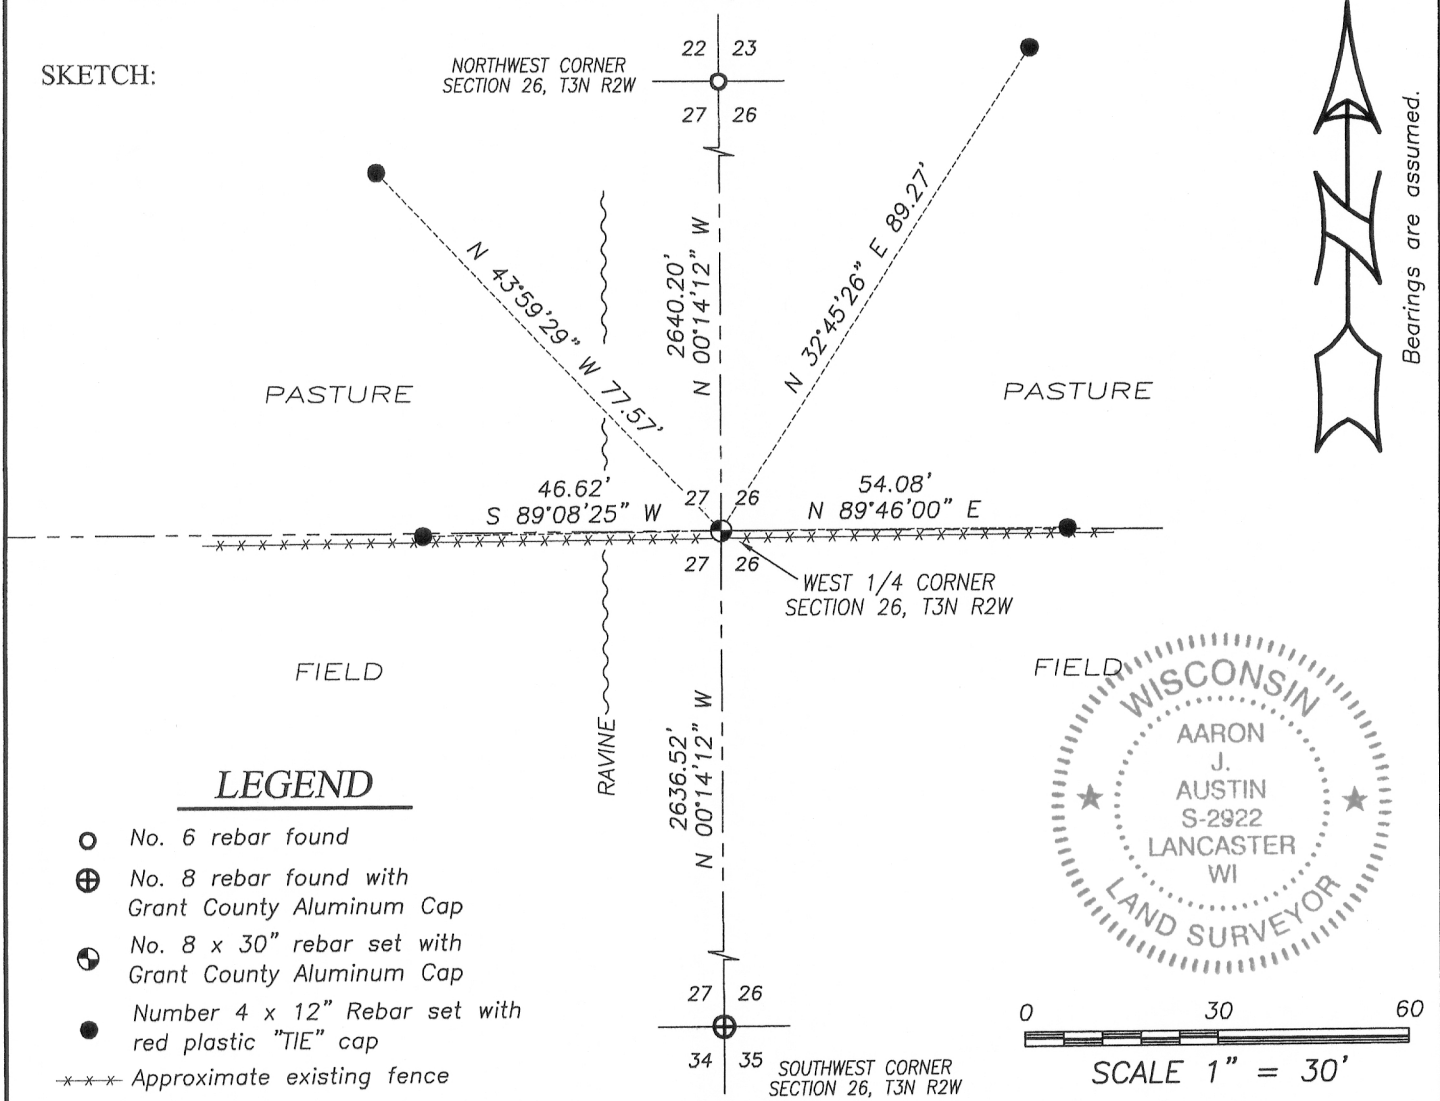 SKETCH:
NORTHWEST CORNER
SECTION 26, T3N R2W
22 23
27 26
N 43°59'29" W 77.57'
2640.20'
N 00°14'12" W
N 32°45'26" E 89.27'
Bearings are assumed.
N
PASTURE
PASTURE
46.62'
S 89°08'25" W
27 26
54.08'
N 89°46'00" E
27 26
WEST 1/4 CORNER
SECTION 26, T3N R2W
FIELD
FIELD
RAVINE
2636.52'
N 00°14'12" W
WISCONSIN
AARON
J.
AUSTIN
S-2922
LANCASTER
WI
LAND SURVEYOR
LEGEND
No. 6 rebar found
No. 8 rebar found with
Grant County Aluminum Cap
No. 8 x 30" rebar set with
Grant County Aluminum Cap
Number 4 x 12" Rebar set with
red plastic "TIE" cap
Approximate existing fence
27 26
34 35
SOUTHWEST CORNER
SECTION 26, T3N R2W
0 30 60
SCALE 1" = 30'